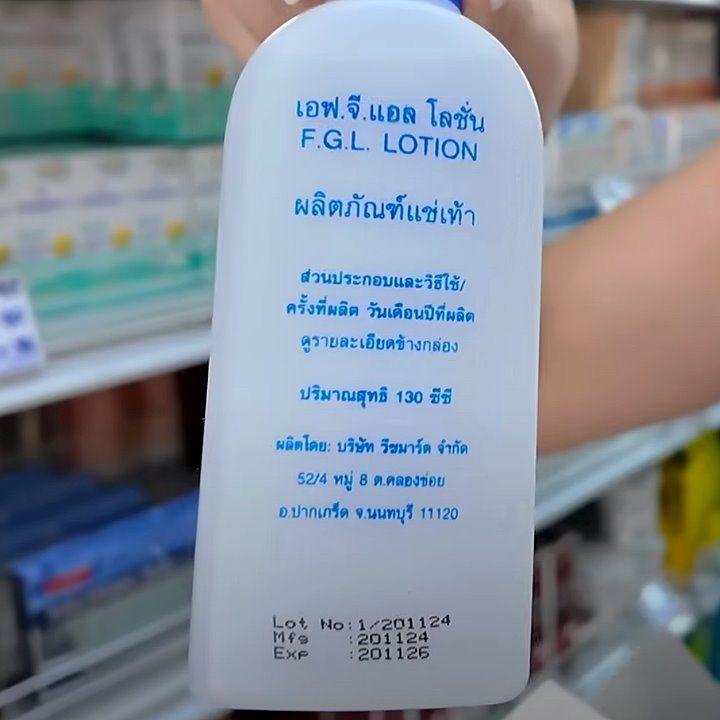 เอฟ.จี.แอล โลชั่น
F.G.L. LOTION
ผลิตภัณฑ์แช่เท้า
ส่วนประกอบและวิธีใช้/
ครั้งที่ผลิต วันเดือนปีที่ผลิต
ดูรายละเอียดข้างกล่อง
ปริมาณสุทธิ 130 ซีซี
ผลิตโดย: บริษัท วีซมาร์ต จำกัด
52/4 หมู่ 8 ต.คลองข่อย
อ.ปากเกร็ด จ.นนทบุรี 11120
Lot No:1/201124
Mfg :201124
Exp :201126